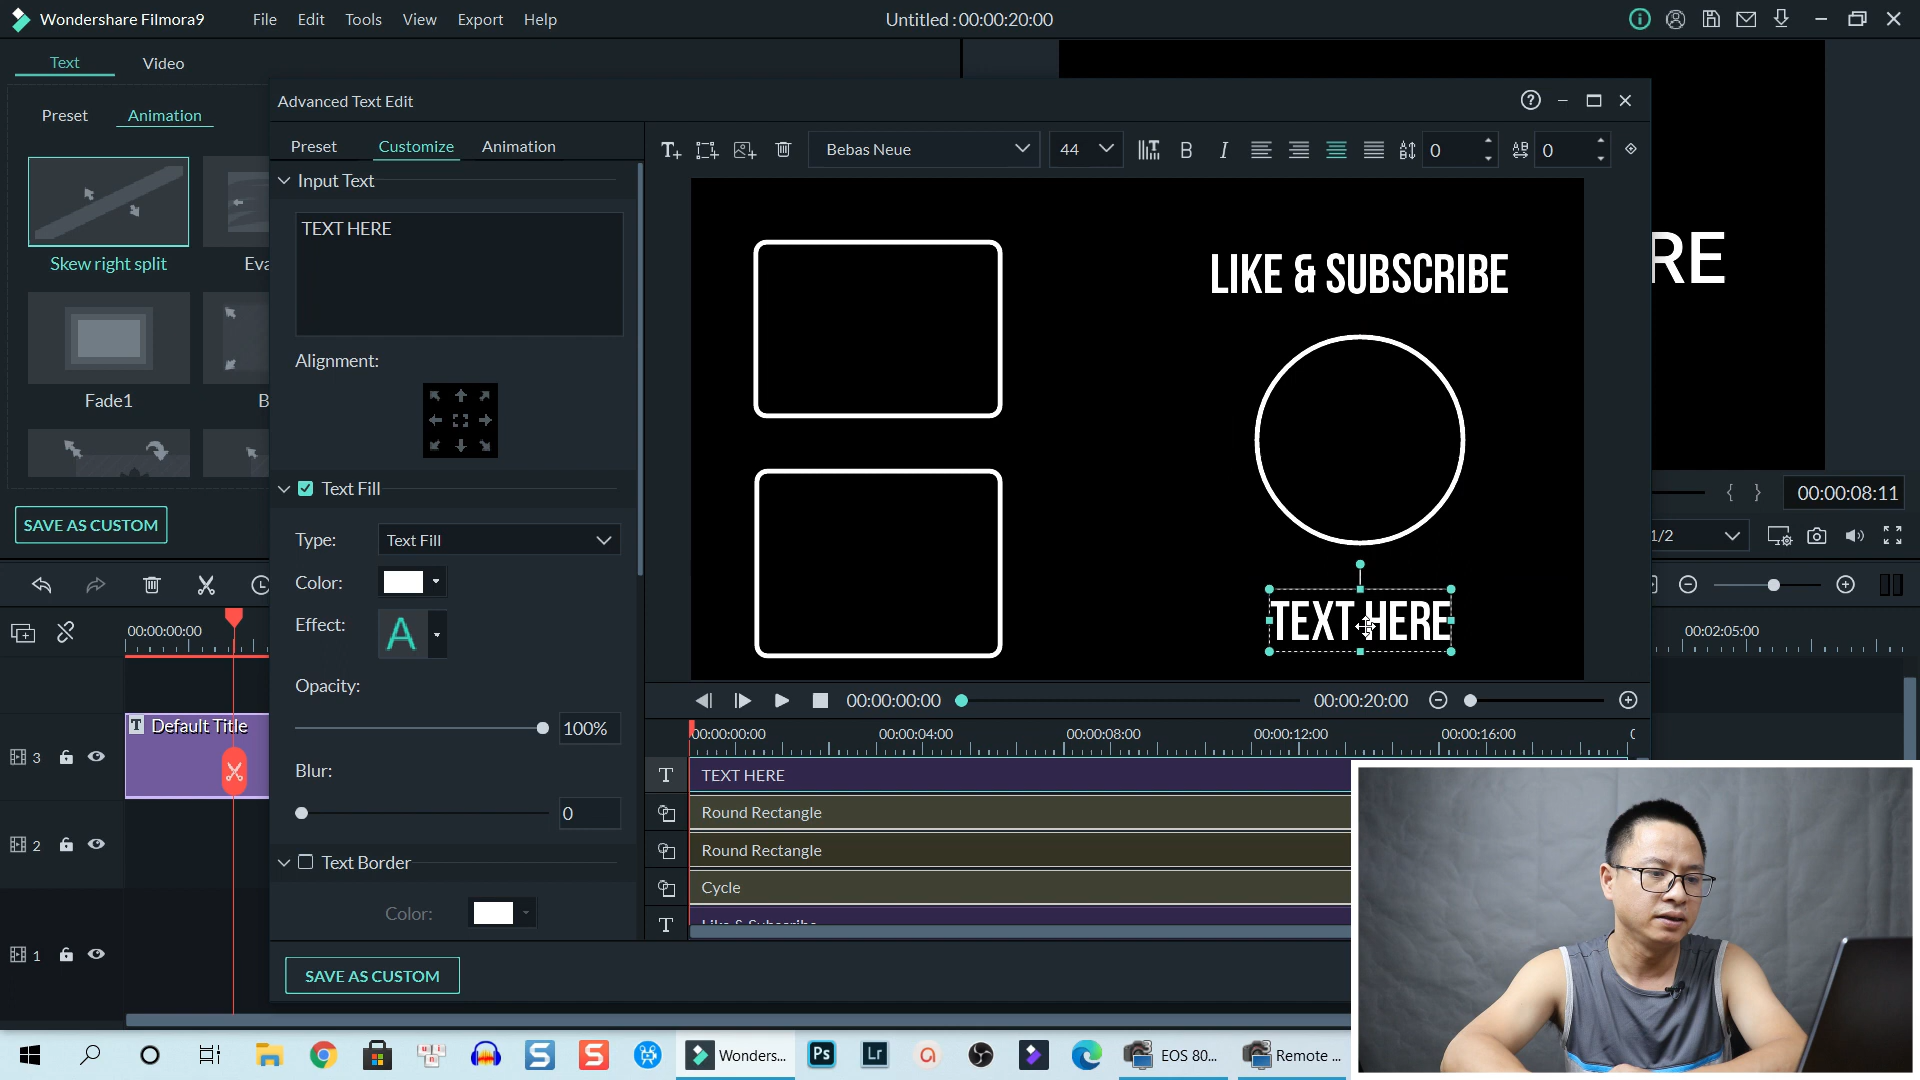 Wondershare Filmora9
File Edit Tools View Export Help
Untitled : 00:00:20:00
Text Video
Preset Animation
Skew right split
Eva
Fade1
B
SAVE AS CUSTOM
Advanced Text Edit
Preset Customize Animation
Bebas Neue 44 0 0
Input Text
TEXT HERE
Alignment:
Text Fill
Type: Text Fill
Color:
Effect: A
Opacity:
100%
Blur:
0
Text Border
Color:
SAVE AS CUSTOM
LIKE & SUBSCRIBE
TEXT HERE
RE
00:00:08:11
1/2
00:00:00:00 00:00:20:00
00:00:00:00 00:00:04:00 00:00:08:00 00:00:12:00 00:00:16:00
TEXT HERE
Round Rectangle
Round Rectangle
Cycle
Like & Subscribe
00:00:00:00
00:02:05:00
Default Title
3
2
1
Wonders... Ps Lr EOS 80... Remote ...